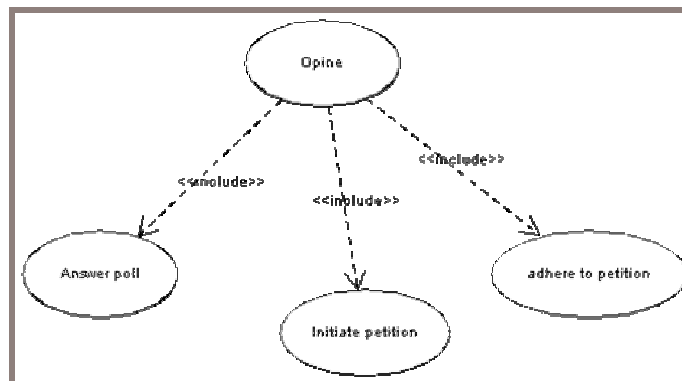 Opine
<<include>>
<<include>>
<<include>>
Answer poll
adhere to petition
Initiate petition